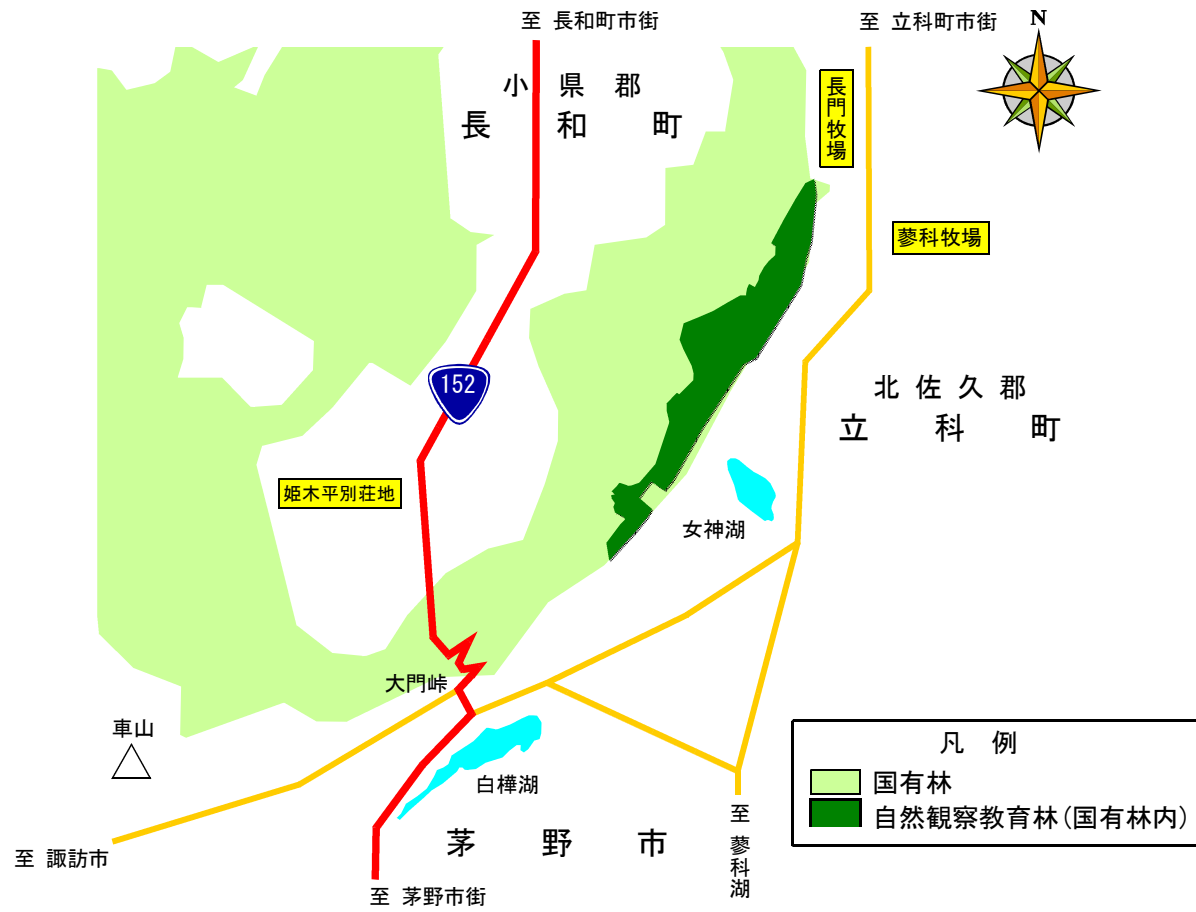 至 長和町市街
至 立科町市街
N
小 県 郡
長 和 町
長門牧場
蓼科牧場
152
北 佐 久 郡
立 科 町
姫木平別荘地
女神湖
大門峠
車山
白樺湖
凡 例
国有林
自然観察教育林(国有林内)
至 諏訪市
茅 野 市
至 蓼科湖
至 茅野市街